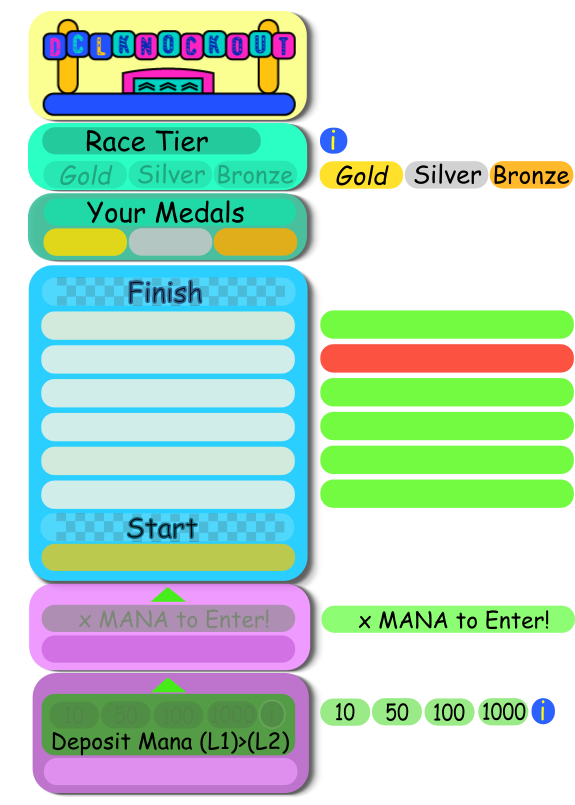 DCLKNOCKOUT
Race Tier
i
Gold Silver Bronze
Gold Silver Bronze
Your Medals
Finish
Start
x MANA to Enter!
x MANA to Enter!
10 50 100 1000
10 50 100 1000 i
Deposit Mana (L1)>(L2)